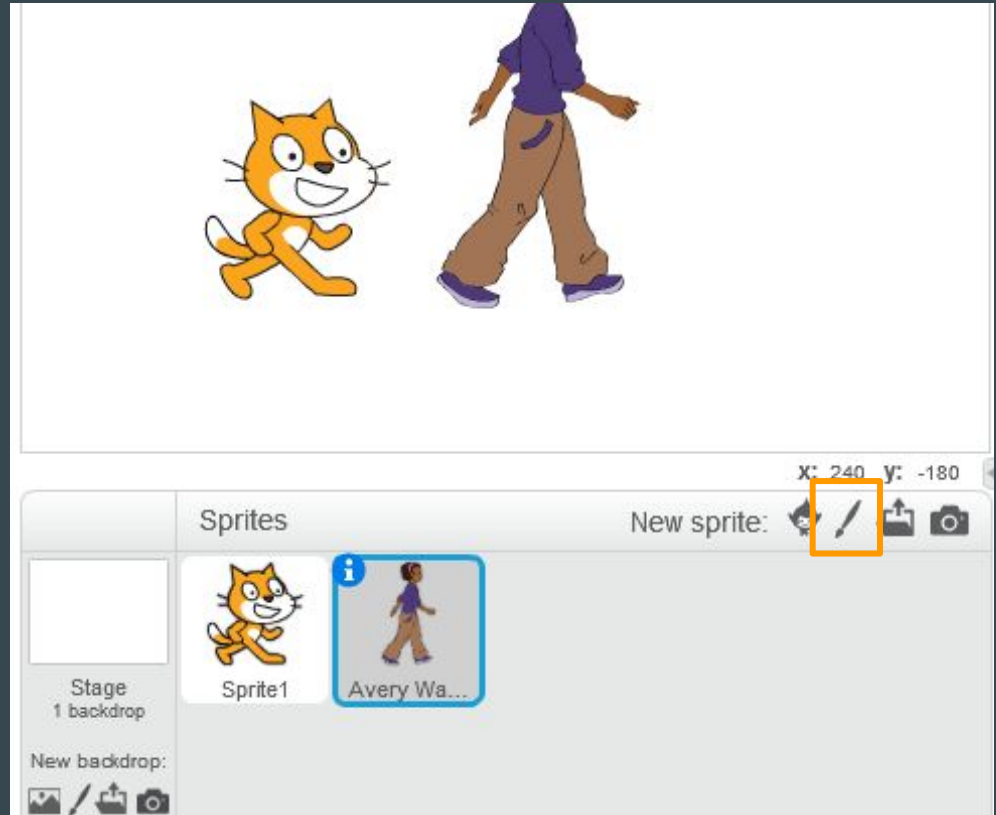 X: 240 Y: -180
Sprites New sprite:
Sprite1
Avery Wa...
Stage
1 backdrop
New backdrop: